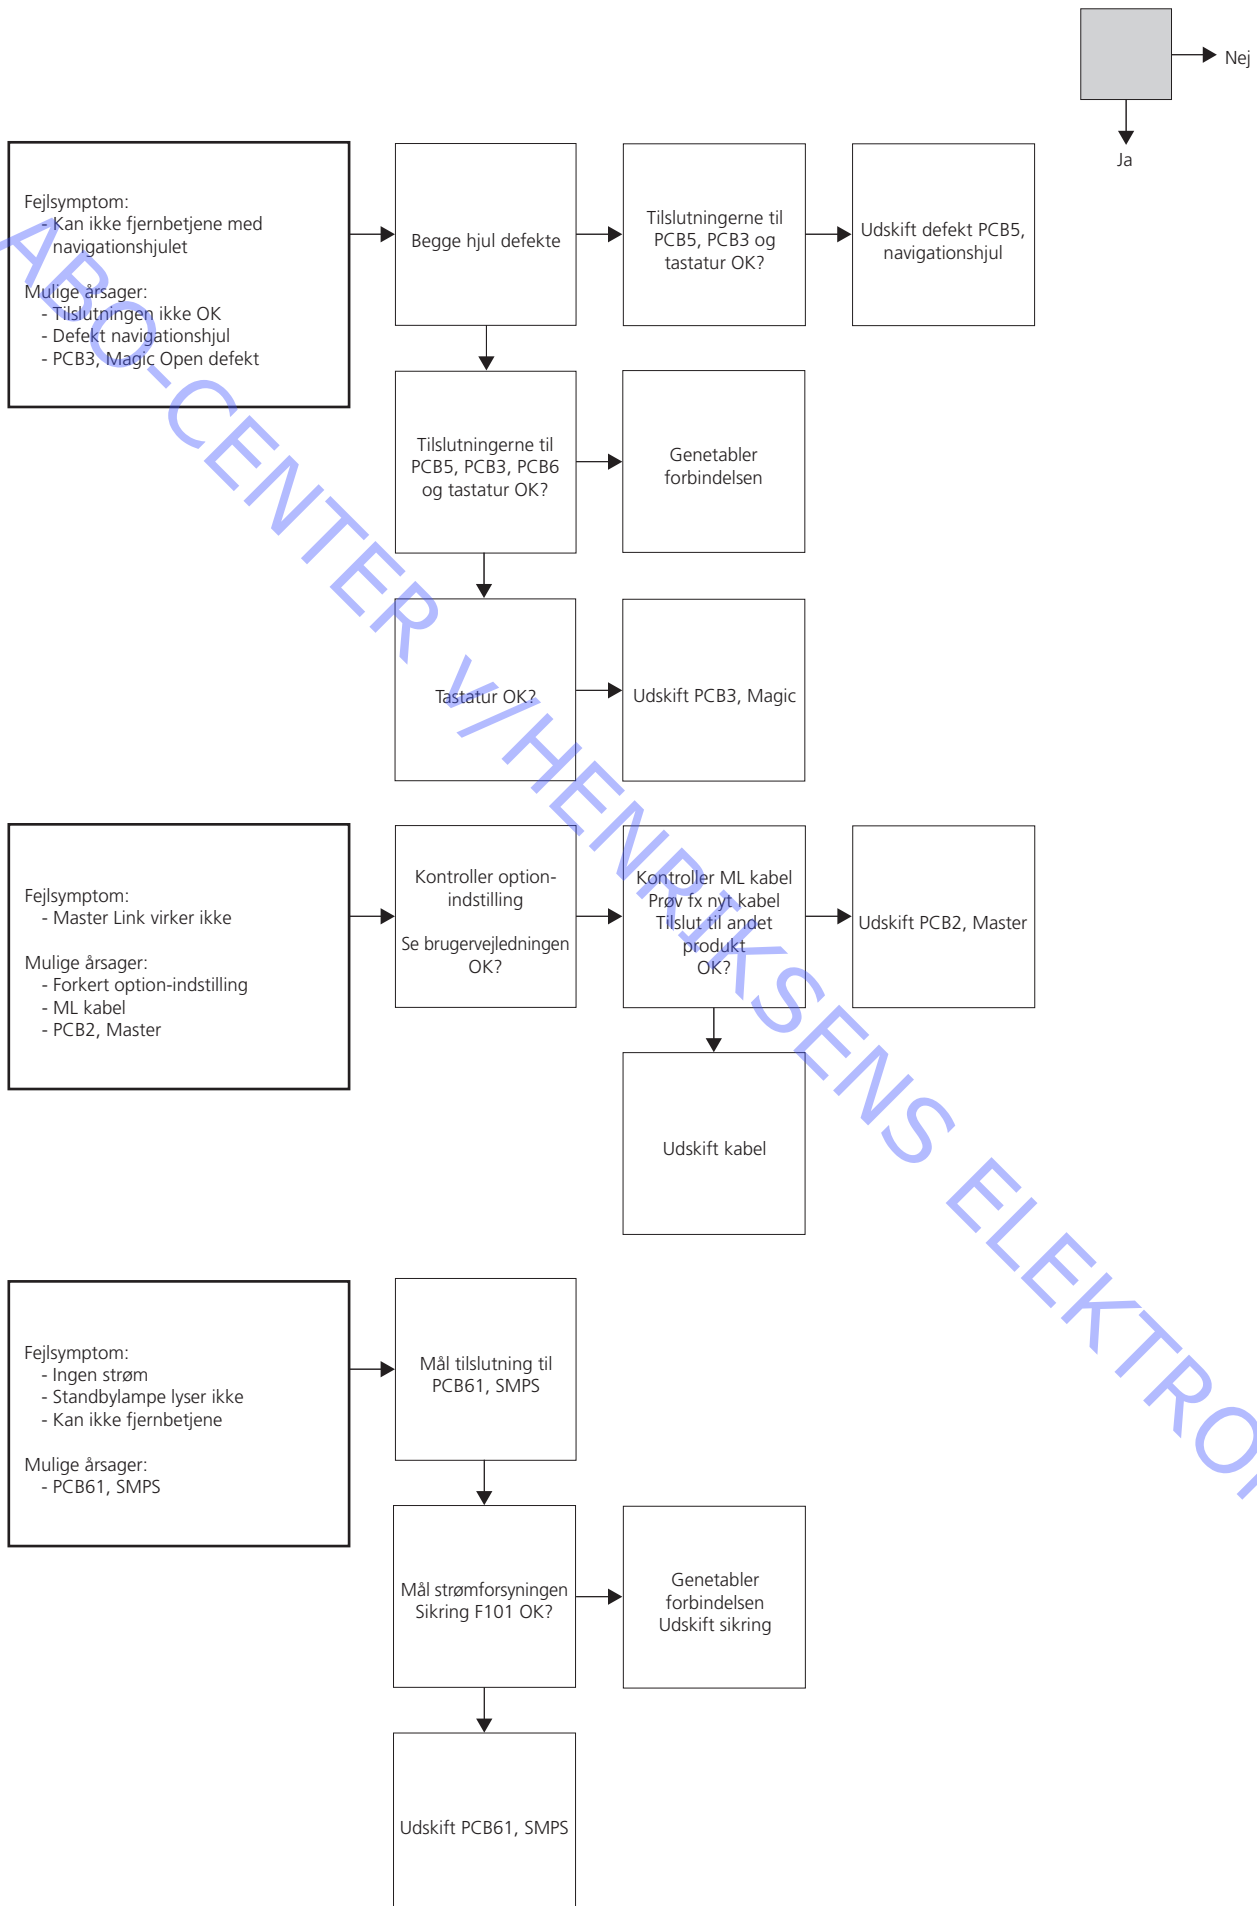 Nej
Ja
Fejlsymptom:
- Kan ikke fjernbetjene med
navigationshjulet
Mulige årsager:
- Tilslutningen ikke OK
- Defekt navigationshjul
- PCB3, Magic Open defekt
Begge hjul defekte
Tilslutningerne til
PCB5, PCB3 og
tastatur OK?
Udskift defekt PCB5,
navigationshjul
Tilslutningerne til
PCB5, PCB3, PCB6
og tastatur OK?
Genetabler
forbindelsen
Tastatur OK?
Udskift PCB3, Magic
Fejlsymptom:
- Master Link virker ikke
Mulige årsager:
- Forkert option-indstilling
- ML kabel
- PCB2, Master
Kontroller option-
indstilling
Se brugervejledningen
OK?
Kontroller ML kabel
Prøv fx nyt kabel
Tilslut til andet
produkt
OK?
Udskift PCB2, Master
Udskift kabel
Fejlsymptom:
- Ingen strøm
- Standbylampe lyser ikke
- Kan ikke fjernbetjene
Mulige årsager:
- PCB61, SMPS
Mål tilslutning til
PCB61, SMPS
Mål strømforsyningen
Sikring F101 OK?
Genetabler
forbindelsen
Udskift sikring
Udskift PCB61, SMPS
ABO-CENTER v/HENRIKSENS ELEKTRO